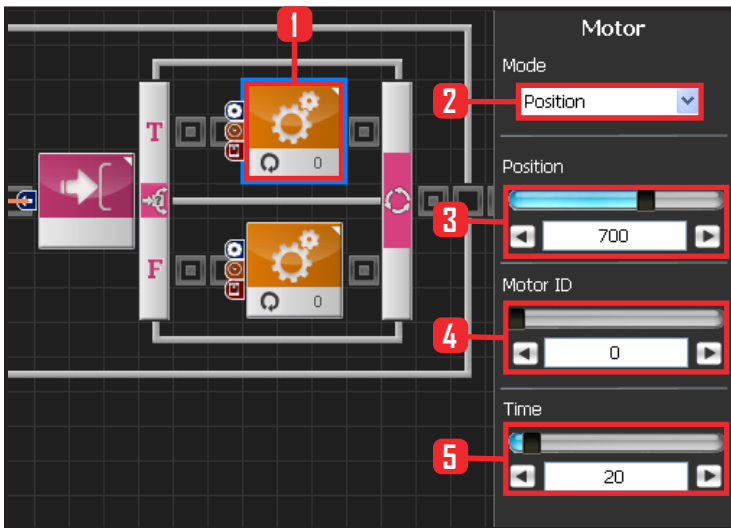 1
Motor
Mode
2
Position
T
0
Position
3
700
?
F
0
Motor ID
4
0
Time
5
20